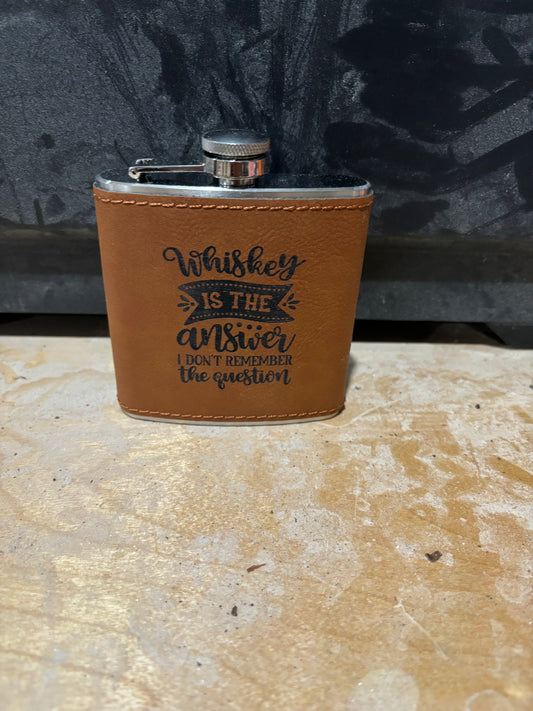 Whiskey
IS THE
answer
I DON'T REMEMBER
the question